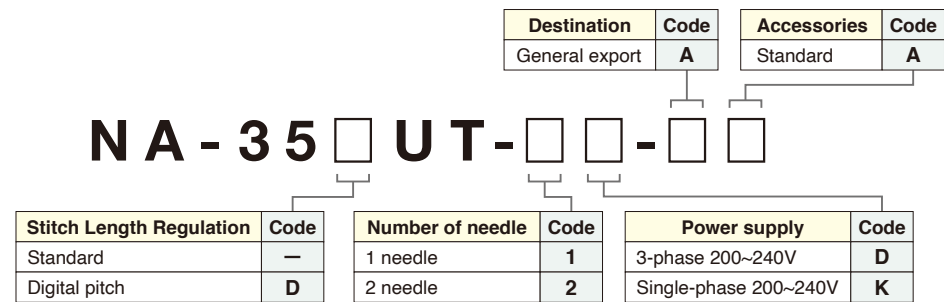 Destination Code
General export A
Accessories Code
Standard A
NA-35□UT-□□-□□
Stitch Length Regulation Code
Standard —
Digital pitch D
Number of needle Code
1 needle 1
2 needle 2
Power supply Code
3-phase 200~240V D
Single-phase 200~240V K